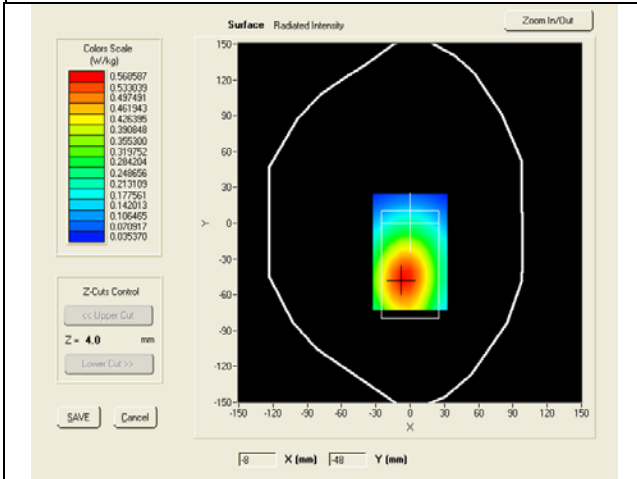 Surface Radiated Intensity
Zoom In/Out
Colors Scale
(W/kg)
0.568587
0.533039
0.497491
0.461943
0.426395
0.390848
0.355300
0.319752
0.284204
0.248656
0.213109
0.177561
0.142013
0.106465
0.070917
0.035370
150
120
90
60
30
0
-30
-60
-90
-120
-150
Y
-150 -120 -90 -60 -30 0 30 60 90 120 150
X
Z-Cuts Control
<< Upper Cut
Z = 4.0 mm
Lower Cut >>
SAVE Cancel
-8 X (mm) -48 Y (mm)